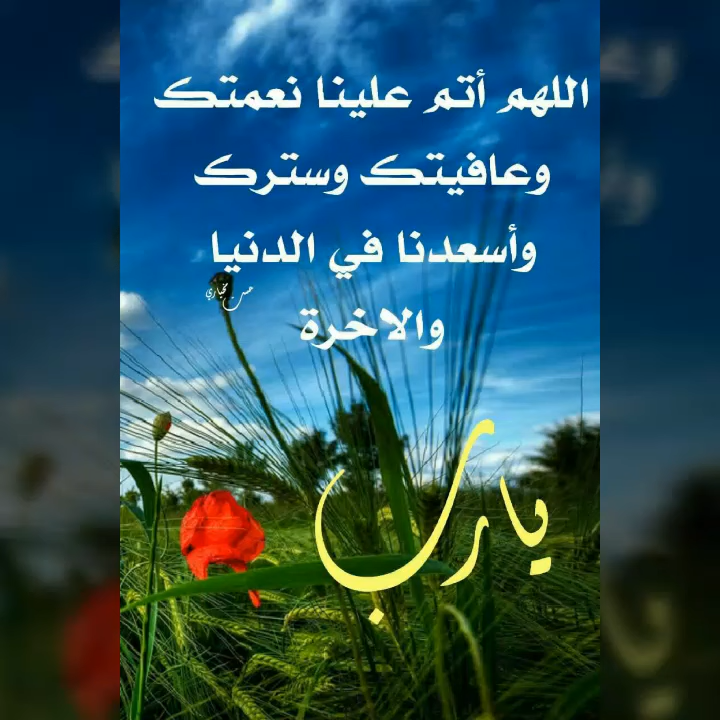 اللهم أتم علينا نعمتك
وعافيتك وسترك
وأسعدنا في الدنيا
والاخرة
يارب